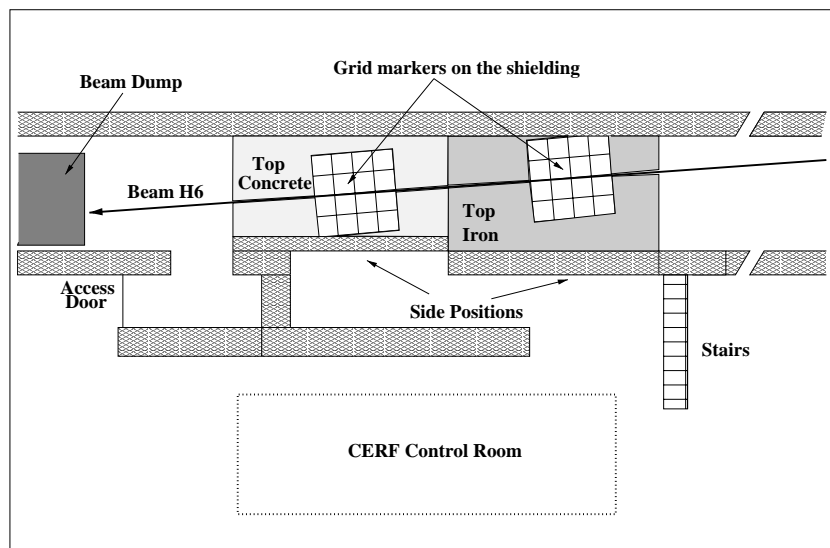 Grid markers on the shielding
Beam Dump
Top
Concrete
Beam H6
Top
Iron
Access
Door
Side Positions
Stairs
CERF Control Room